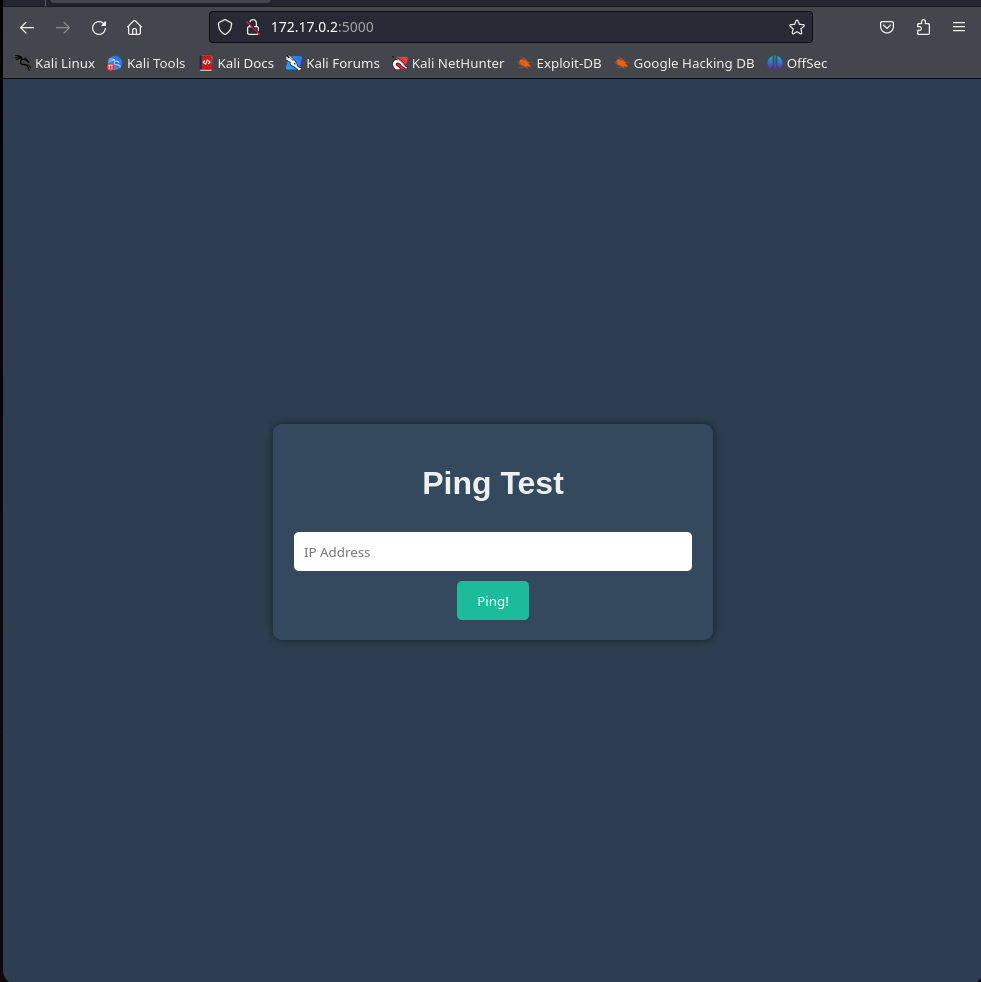 172.17.0.2:5000
Kali Linux Kali Tools Kali Docs Kali Forums Kali NetHunter Exploit-DB Google Hacking DB OffSec
Ping Test
IP Address
Ping!